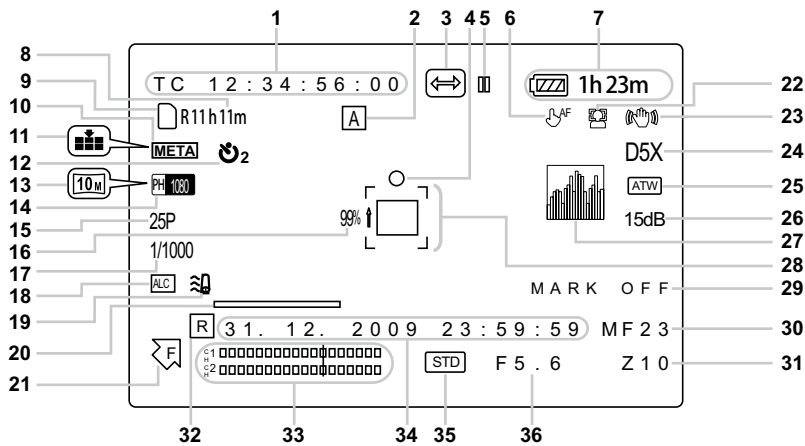 1 2 3 4 5 6 7
8 9 10 11 12 13 14 15 16 17 18 19 20 21
22 23 24 25 26 27 28 29 30 31
TC 12:34:56:00
1h23m
R11h11m
A
AF
META
2
D5X
10M
PH 1080
ATW
25P
99%
15dB
1/1000
ALC
MARK OFF
R
31. 12. 2009 23:59:59
MF23
F
CH1
CH2
STD
F5.6
Z10
32 33 34 35 36